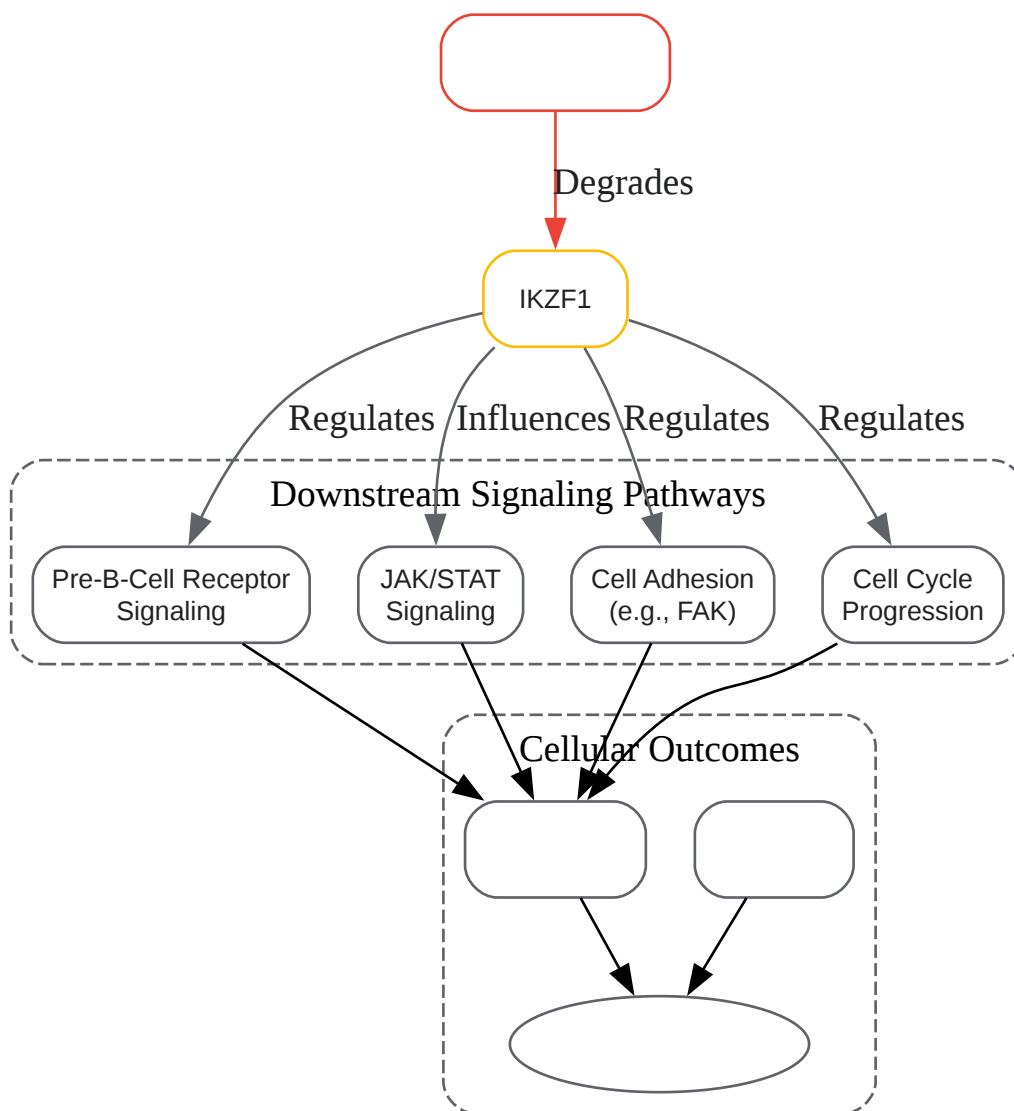 Degrades
IKZF1
Regulates
Influences
Regulates
Regulates
Downstream Signaling Pathways
Pre-B-Cell Receptor
Signaling
JAK/STAT
Signaling
Cell Adhesion
(e.g., FAK)
Cell Cycle
Progression
Cellular Outcomes